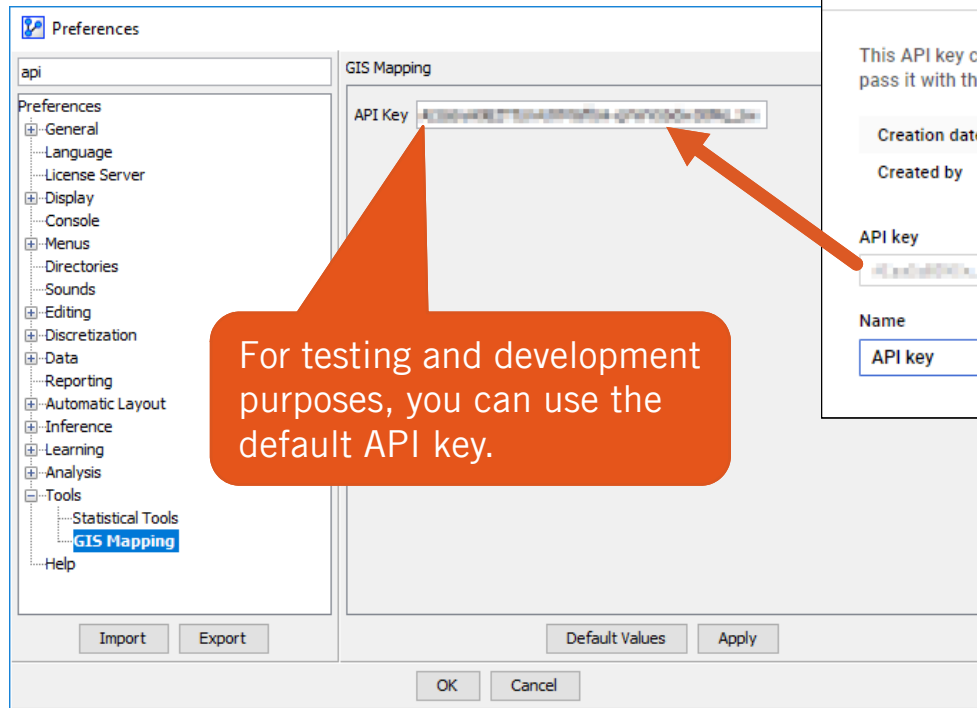 Preferences
api
Preferences
General
Language
License Server
Display
Console
Menus
Directories
Sounds
Editing
Discretization
Data
Reporting
Automatic Layout
Inference
Learning
Analysis
Tools
Statistical Tools
GIS Mapping
Help
Import Export
GIS Mapping
API Key
For testing and development
purposes, you can use the
default API key.
Default Values Apply
OK Cancel
This API key c
pass it with th
Creation date
Created by
API key
Name
API key